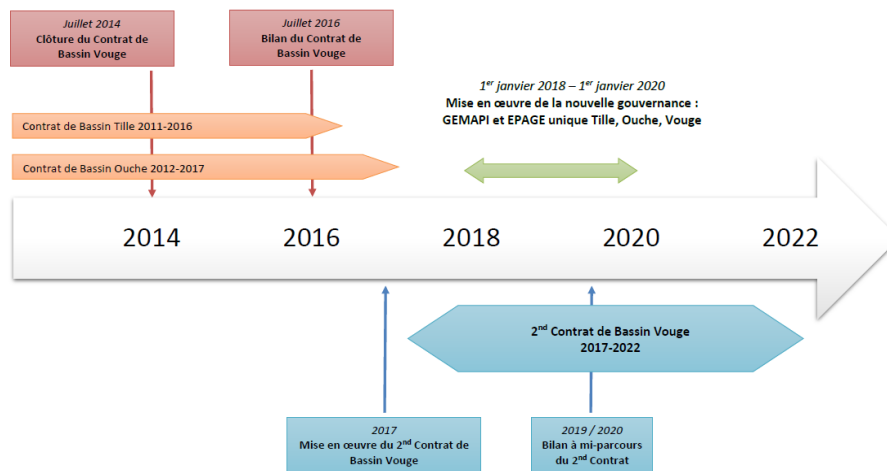 Juillet 2014
Clôture du Contrat de
Bassin Vouge
Juillet 2016
Bilan du Contrat de
Bassin Vouge
1er janvier 2018 – 1er janvier 2020
Mise en œuvre de la nouvelle gouvernance :
GEMAPI et EPAGE unique Tille, Ouche, Vouge
Contrat de Bassin Tille 2011-2016
Contrat de Bassin Ouche 2012-2017
2014
2016
2018
2020
2022
2nd Contrat de Bassin Vouge
2017-2022
2017
Mise en œuvre du 2nd Contrat de
Bassin Vouge
2019 / 2020
Bilan à mi-parcours
du 2nd Contrat